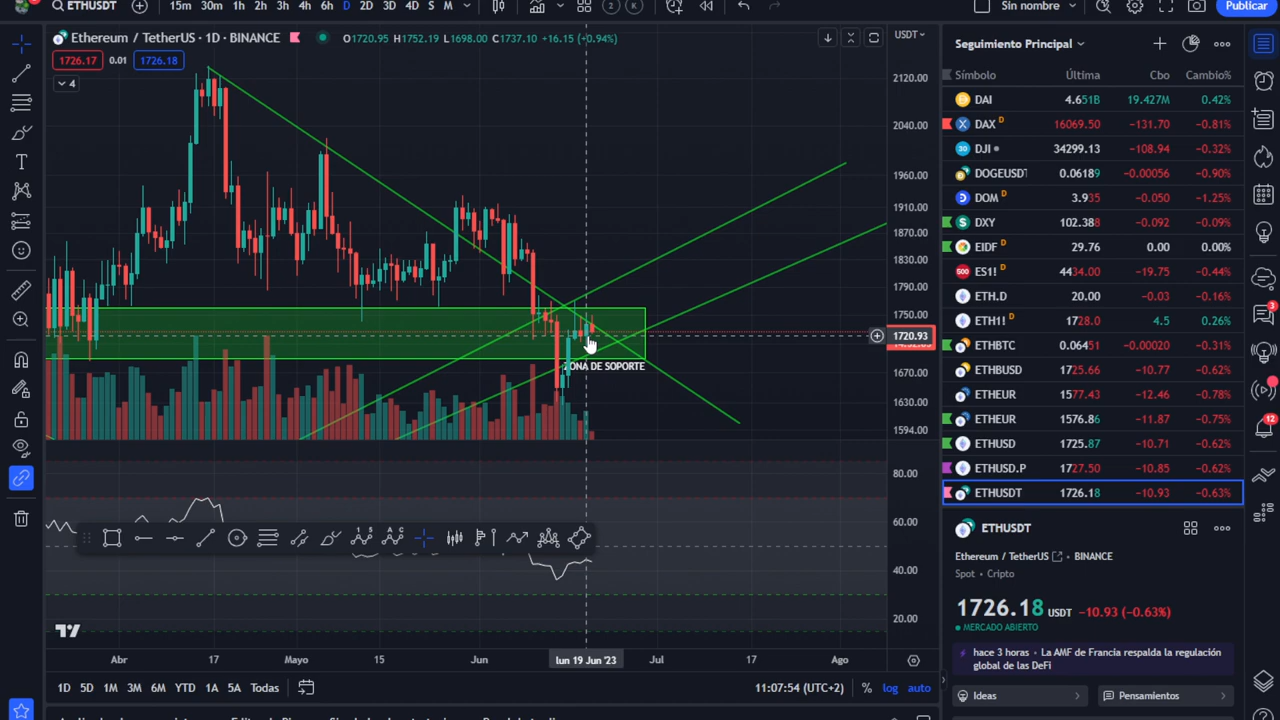 ETHUSDT 15m 30m 1h 2h 3h 4h 6h D 2D 3D 4D S M Sin nombre Publicar
Ethereum / TetherUS · 1D · BINANCE O1720.95 H1752.19 L1698.00 C1737.10 +16.15 (+0.94%) USDT
1726.17 0.01 1726.18
4
2120.00
2040.00
1960.00
1910.00
1870.00
1830.00
1790.00
1750.00
1720.93
1670.00
1630.00
1594.00
ZONA DE SOPORTE
80.00
60.00
40.00
20.00
Abr 17 Mayo 15 Jun lun 19 Jun '23 Jul 17 Ago
1D 5D 1M 3M 6M YTD 1A 5A Todas 11:07:54 (UTC+2) % log auto
Seguimiento Principal
Símbolo Última Cbo Cambio%
DAI 4.651B 19.427M 0.42%
DAX D 16069.50 −131.70 −0.81%
DJI 34299.13 −108.94 −0.32%
DOGEUSDT 0.06189 −0.00056 −0.90%
DOM D 3.935 −0.050 −1.25%
DXY 102.388 −0.092 −0.09%
EIDF D 29.76 0.00 0.00%
ES1! D 4434.00 −19.75 −0.44%
ETH.D 20.00 −0.03 −0.16%
ETH1! D 1728.0 4.5 0.26%
ETHBTC 0.06451 −0.00020 −0.31%
ETHBUSD 1725.66 −10.77 −0.62%
ETHEUR 1577.43 −12.46 −0.78%
ETHEUR 1576.86 −11.87 −0.75%
ETHUSD 1725.87 −10.71 −0.62%
ETHUSD.P 1727.50 −10.85 −0.62%
ETHUSDT 1726.18 −10.93 −0.63%
ETHUSDT
Ethereum / TetherUS • BINANCE
Spot • Cripto
1726.18 USDT −10.93 (−0.63%)
MERCADO ABIERTO
hace 3 horas • La AMF de Francia respalda la regulación
global de las DeFi
Ideas Pensamientos
3
12